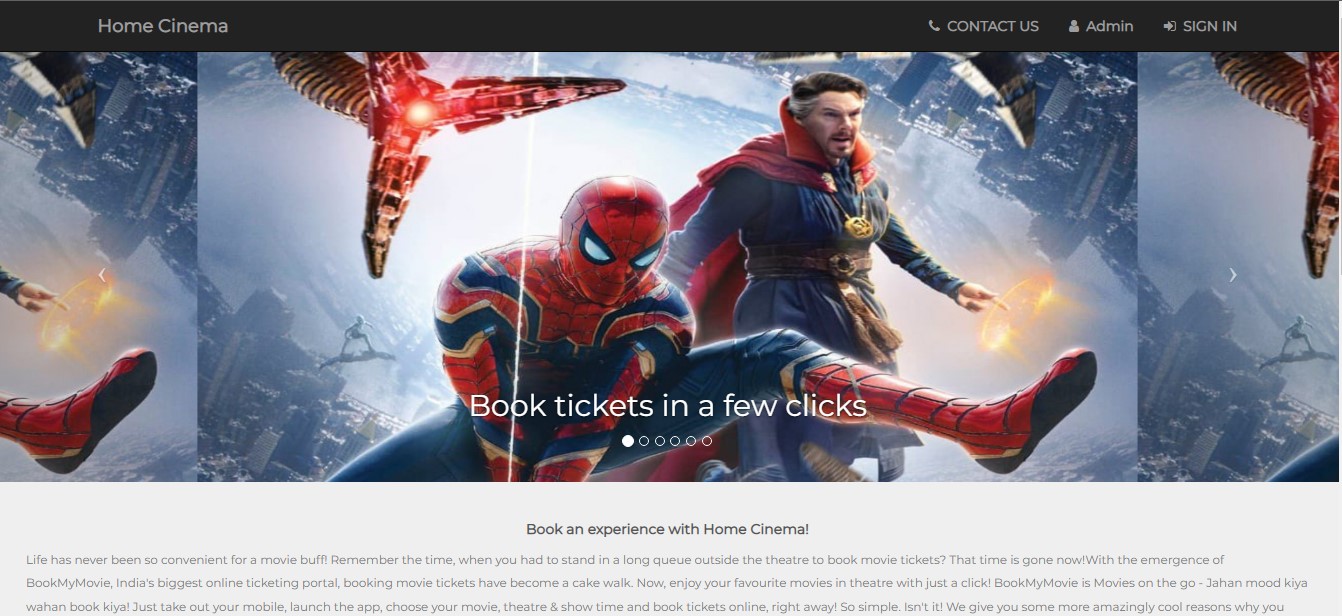 Home Cinema
CONTACT US
Admin
SIGN IN
Book tickets in a few clicks
Book an experience with Home Cinema!
Life has never been so convenient for a movie buff! Remember the time, when you had to stand in a long queue outside the theatre to book movie tickets? That time is gone now!With the emergence of
BookMyMovie, India's biggest online ticketing portal, booking movie tickets have become a cake walk. Now, enjoy your favourite movies in theatre with just a click! BookMyMovie is Movies on the go - Jahan mood kiya
wahan book kiya! Just take out your mobile, launch the app, choose your movie, theatre & show time and book tickets online, right away! So simple. Isn't it! We give you some more amazingly cool reasons why you